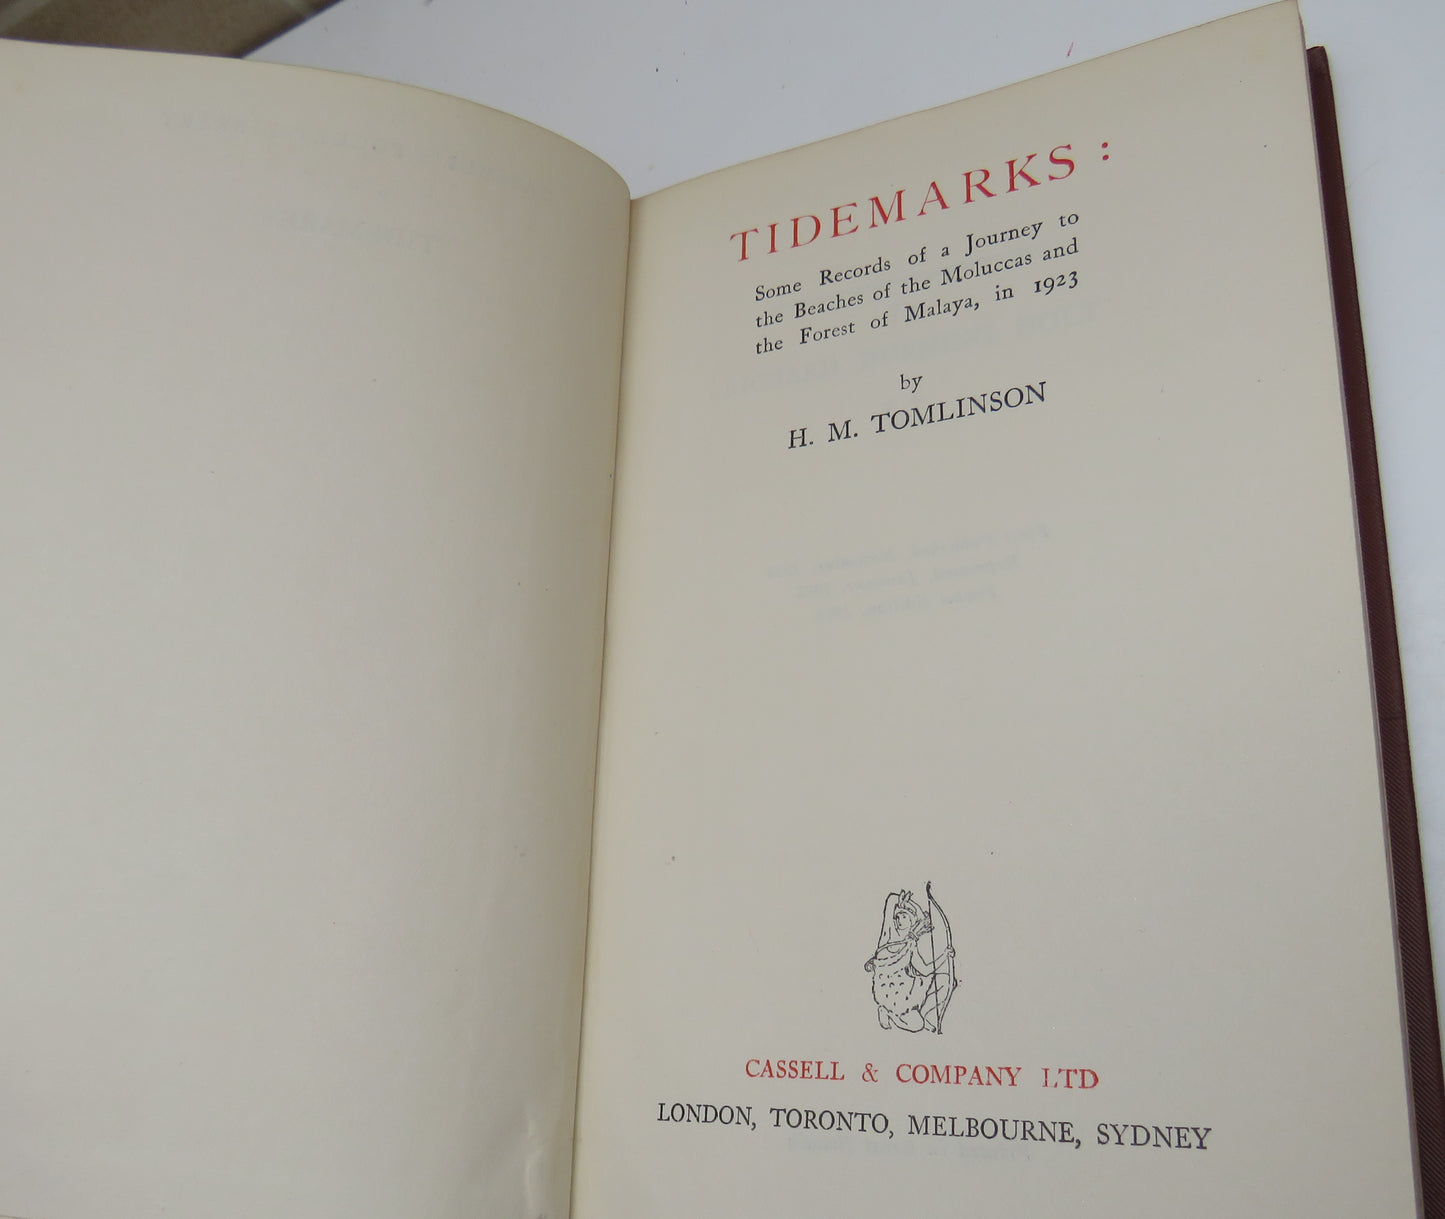 TIDEMARKS:
Some Records of a Journey to
the Beaches of the Moluccas and
the Forest of Malaya, in 1923
by
H. M. TOMLINSON
CASSELL & COMPANY LTD
LONDON, TORONTO, MELBOURNE, SYDNEY